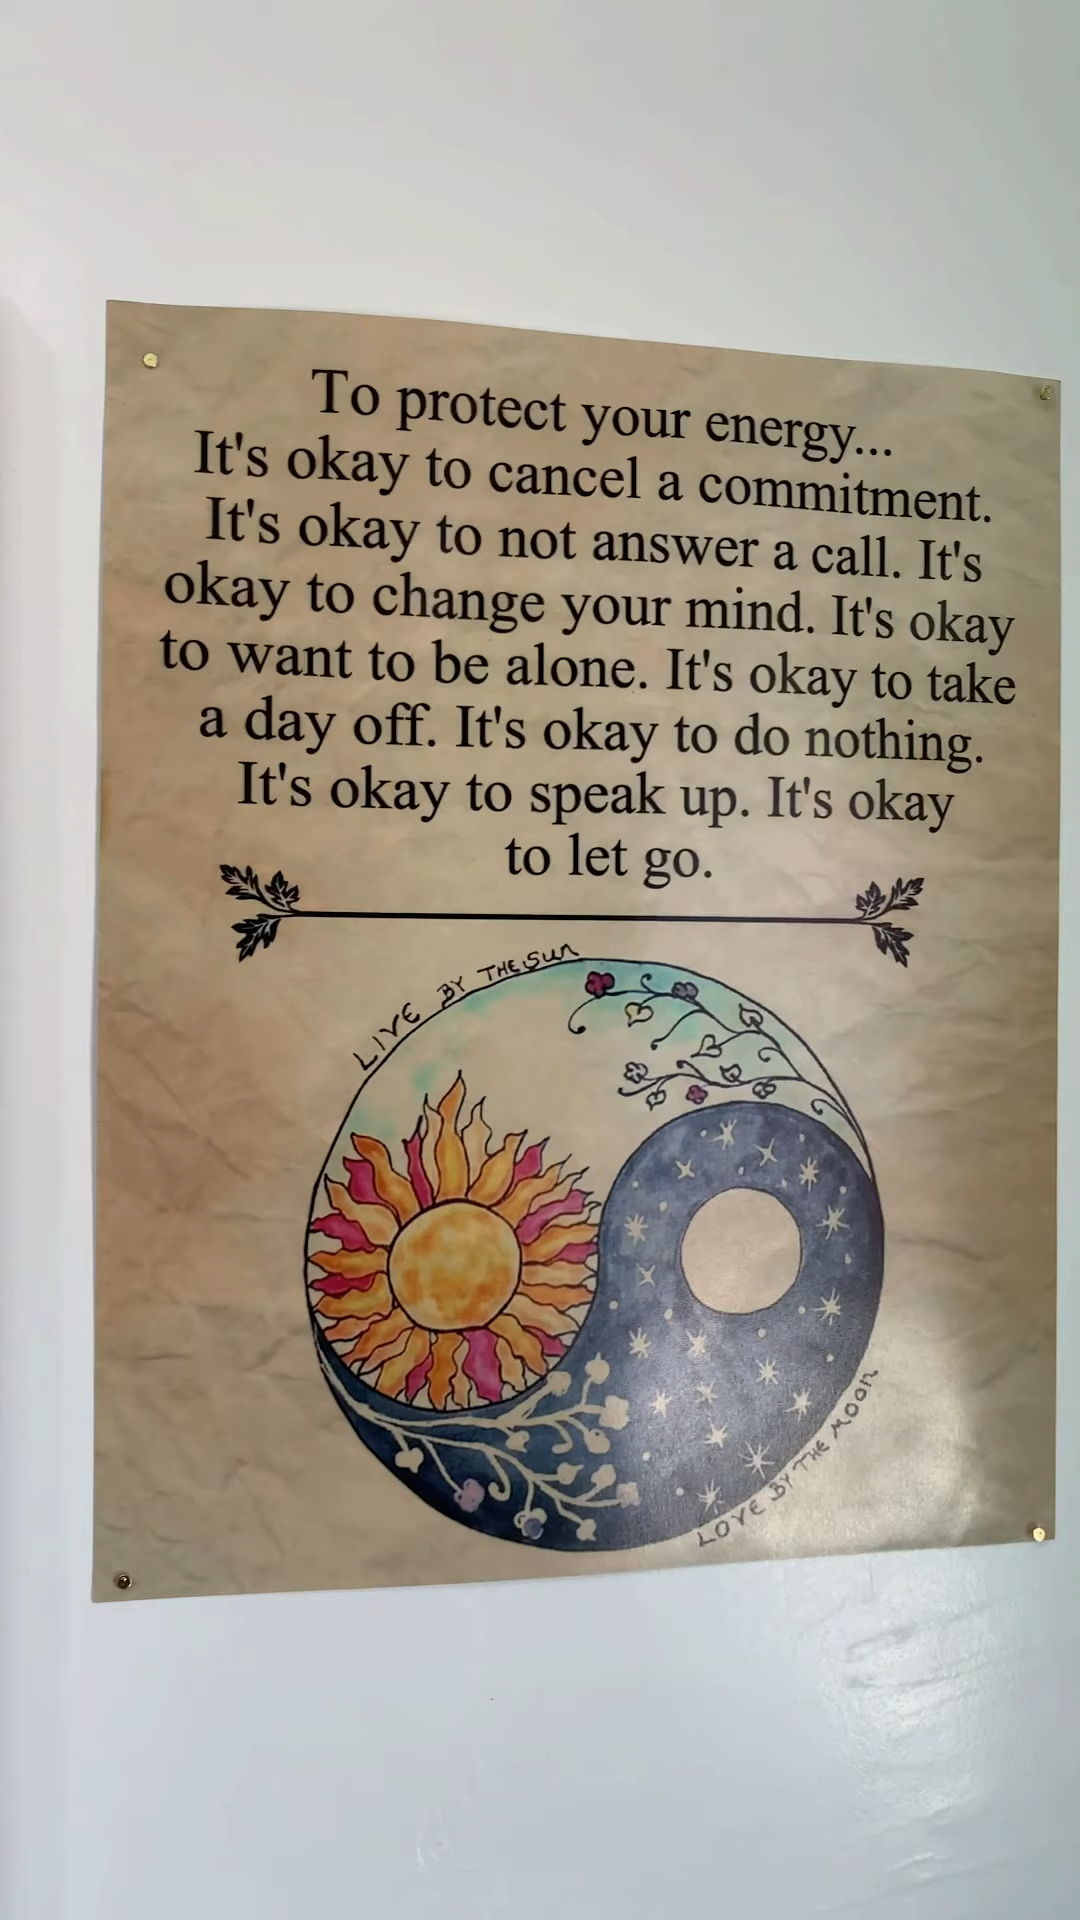 To protect your energy...
It's okay to cancel a commitment.
It's okay to not answer a call. It's
okay to change your mind. It's okay
to want to be alone. It's okay to take
a day off. It's okay to do nothing.
It's okay to speak up. It's okay
to let go.
LIVE BY THE SUN
LOVE BY THE MOON